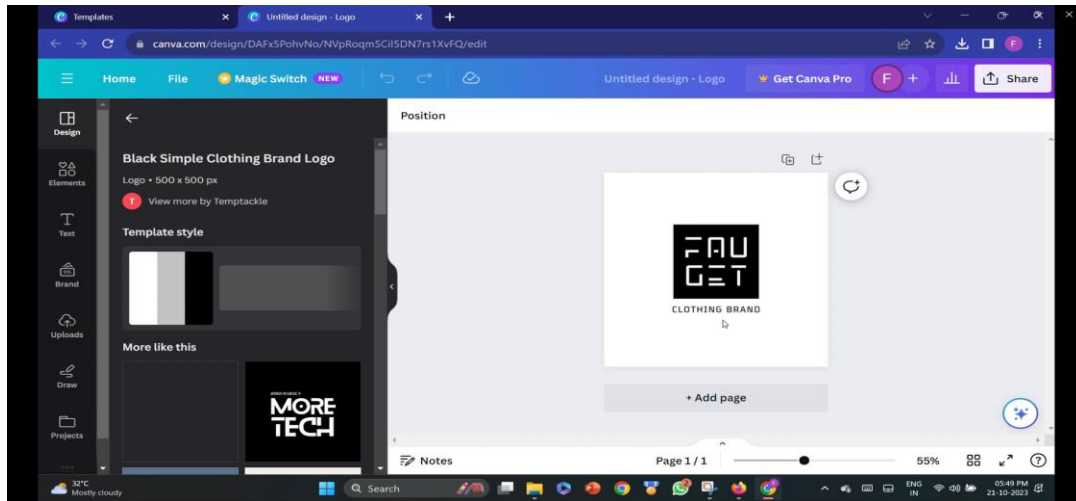 Templates
Untitled design - Logo
canva.com/design/DAFx5PohvNo/NVpRoqmSCiI5DN7rs1XvFQ/edit
F
Home File Magic Switch NEW Untitled design - Logo Get Canva Pro F + Share
Design
Elements
Text
Brand
Uploads
Draw
Projects
Black Simple Clothing Brand Logo
Logo • 500 x 500 px
T View more by Temptackle
Template style
More like this
MORE
TECH
Position
FAU
GET
CLOTHING BRAND
+ Add page
Notes Page 1 / 1 55%
32°C
Mostly cloudy
Search
ENG
IN
05:49 PM
21-10-2023